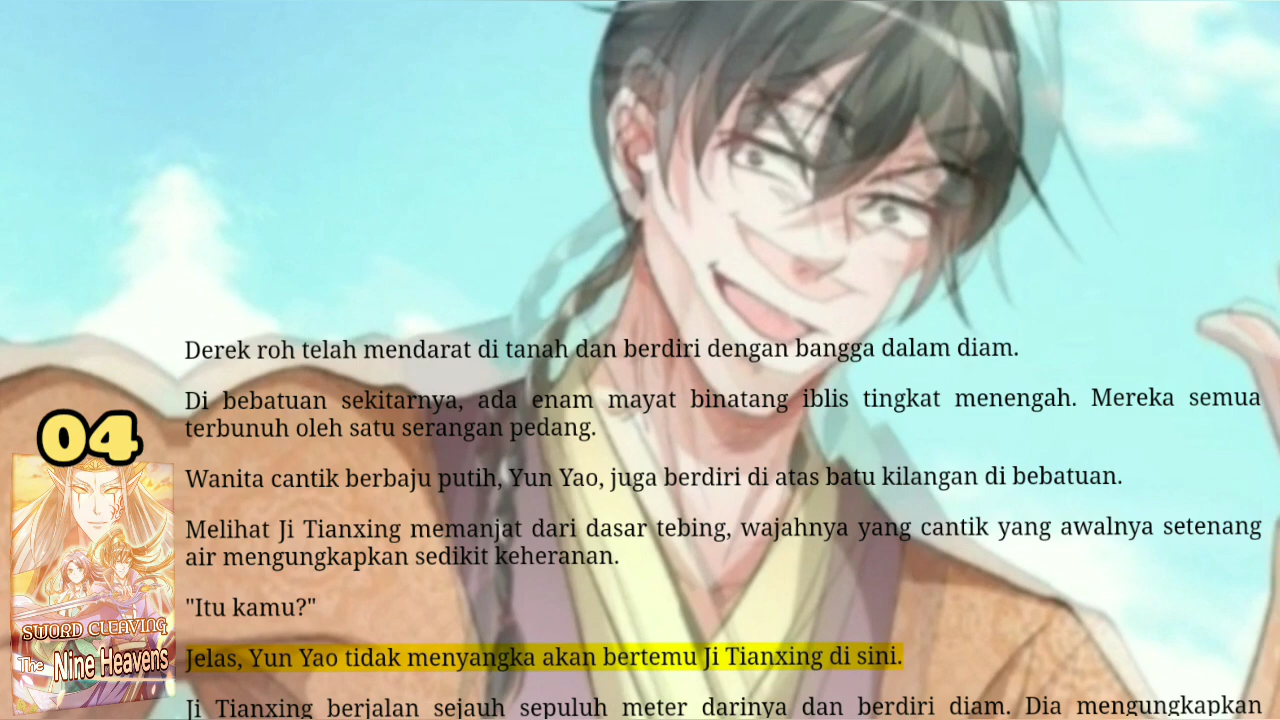 Derek roh telah mendarat di tanah dan berdiri dengan bangga dalam diam.
Di bebatuan sekitarnya, ada enam mayat binatang iblis tingkat menengah. Mereka semua
terbunuh oleh satu serangan pedang.
Wanita cantik berbaju putih, Yun Yao, juga berdiri di atas batu kilangan di bebatuan.
Melihat Ji Tianxing memanjat dari dasar tebing, wajahnya yang cantik yang awalnya setenang
air mengungkapkan sedikit keheranan.
"Itu kamu?"
Jelas, Yun Yao tidak menyangka akan bertemu Ji Tianxing di sini.
Ji Tianxing berjalan sejauh sepuluh meter darinya dan berdiri diam. Dia mengungkapkan
04
SWORD CLEAVING
The Nine Heavens